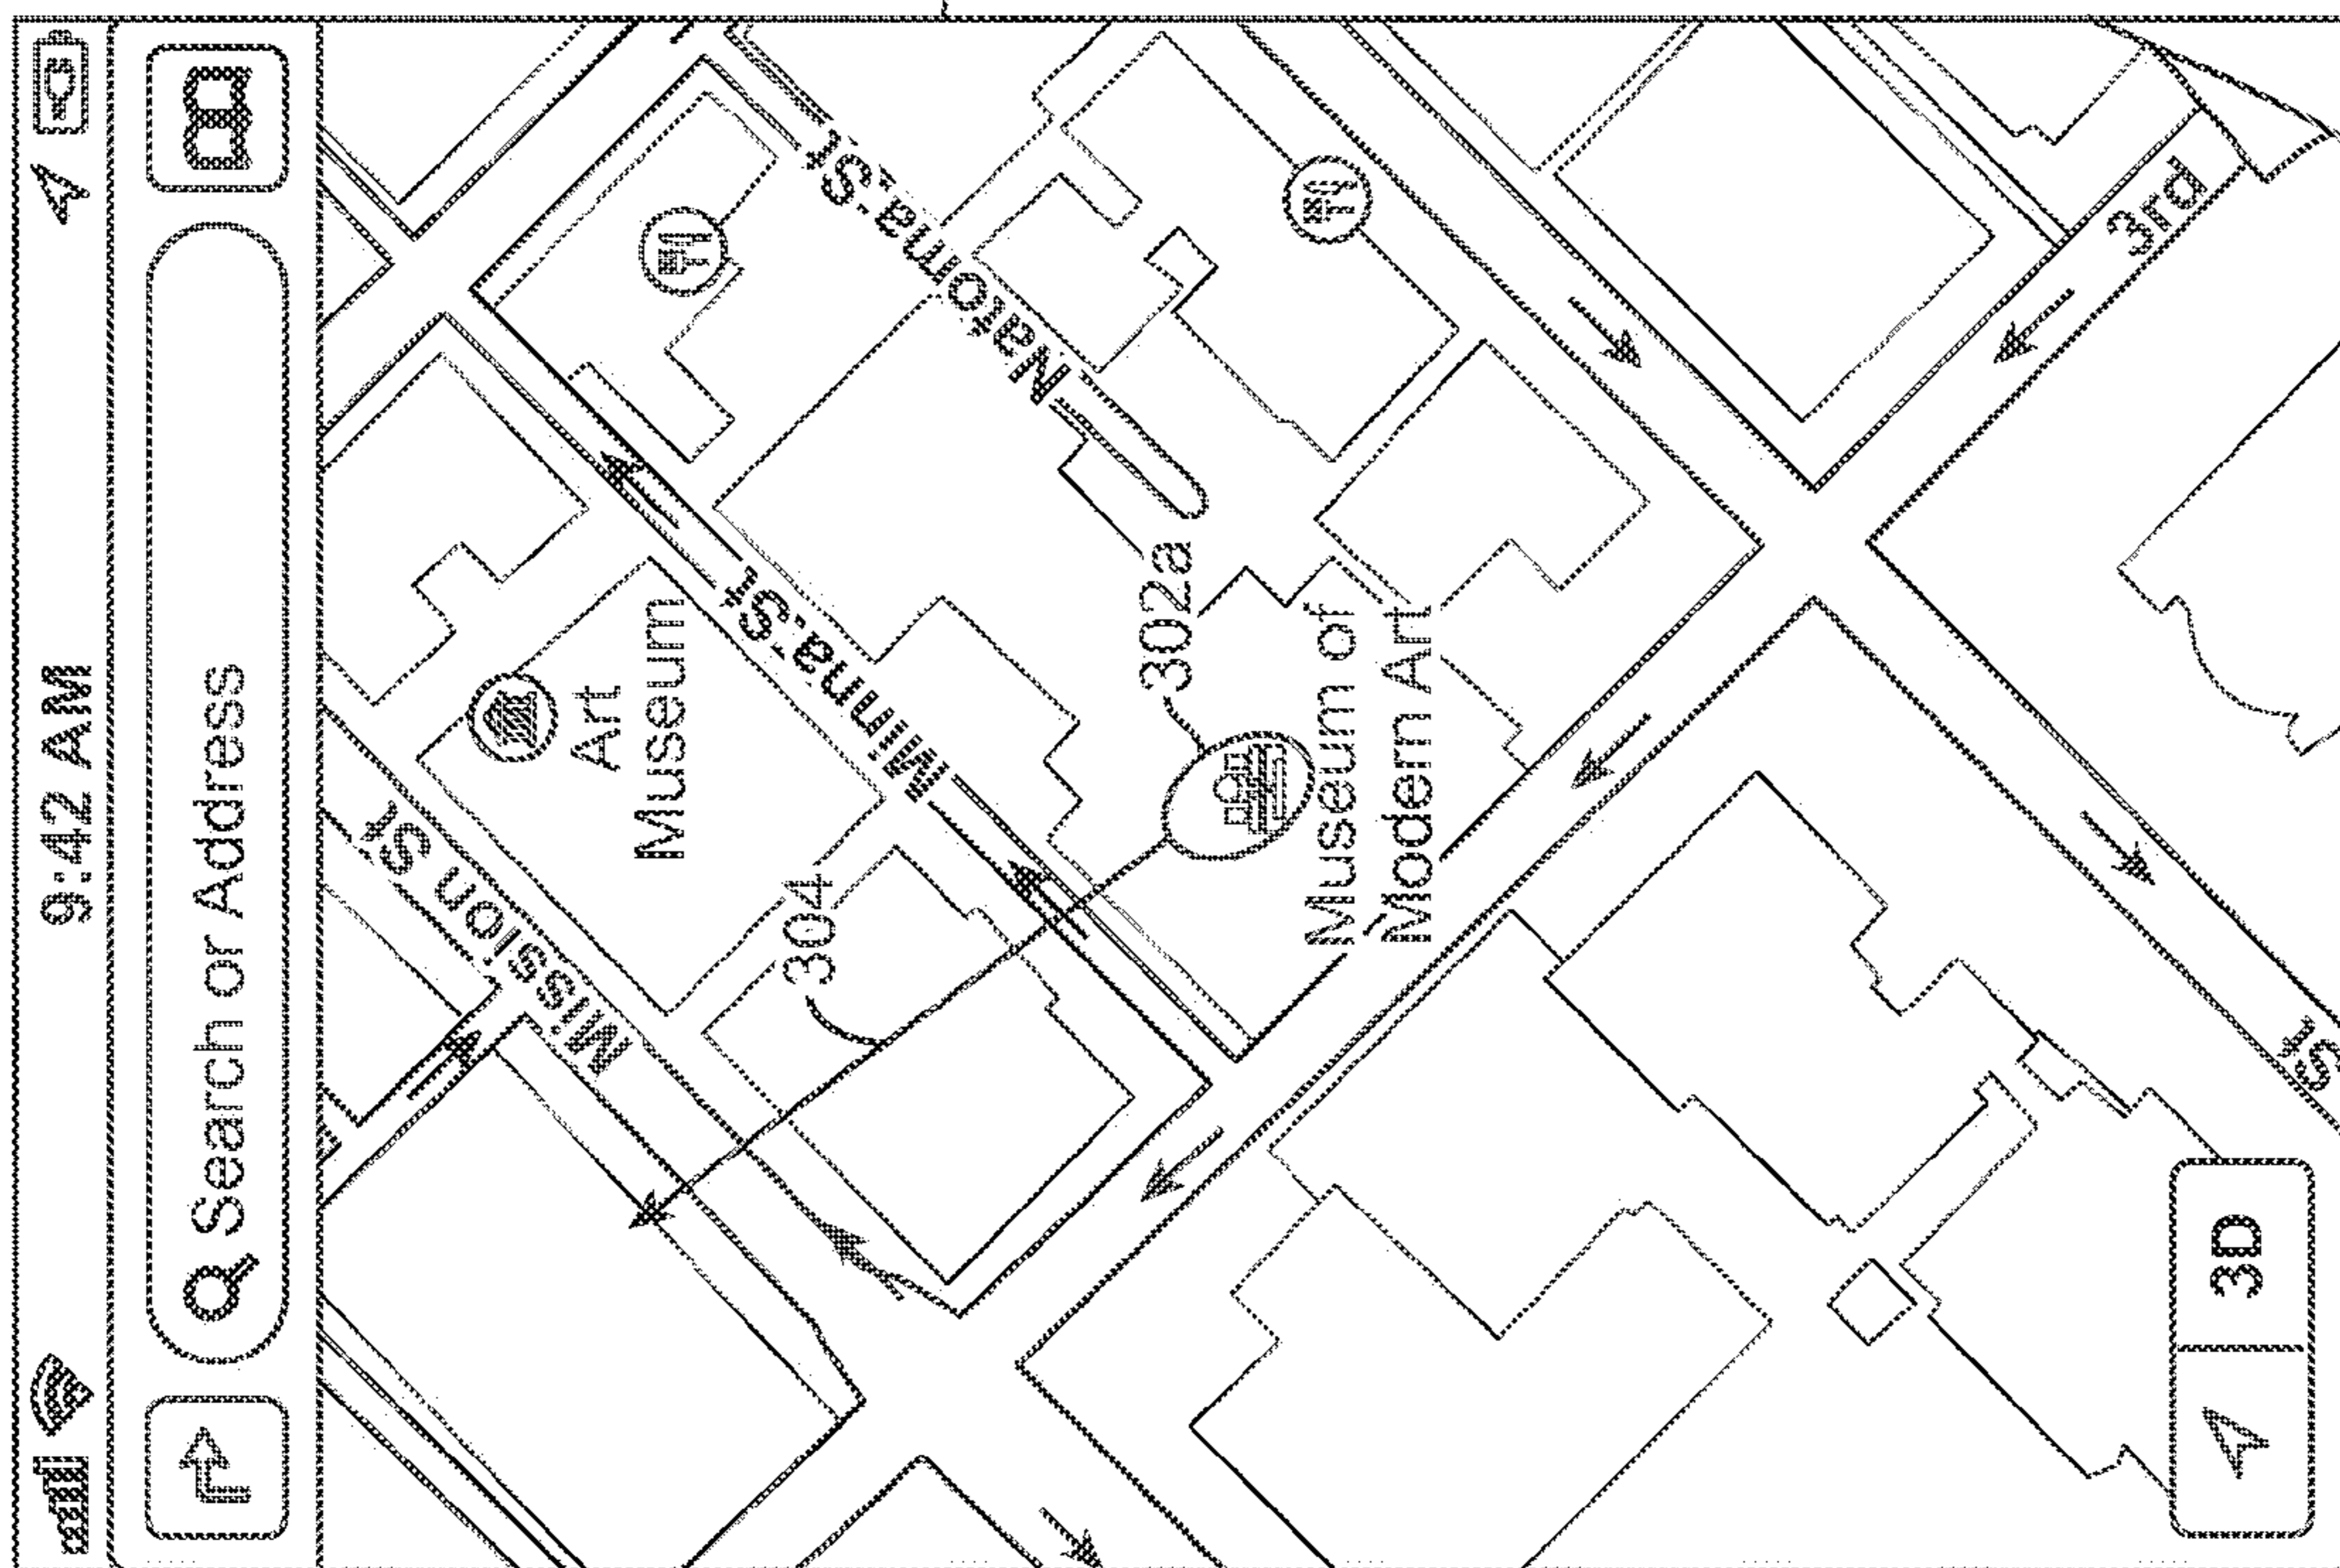 9:42 AM
Search or Address
Mission St
Art
Museum
Minna St
Natoma St
304
302a
Museum of
Modern Art
3rd
St
3D